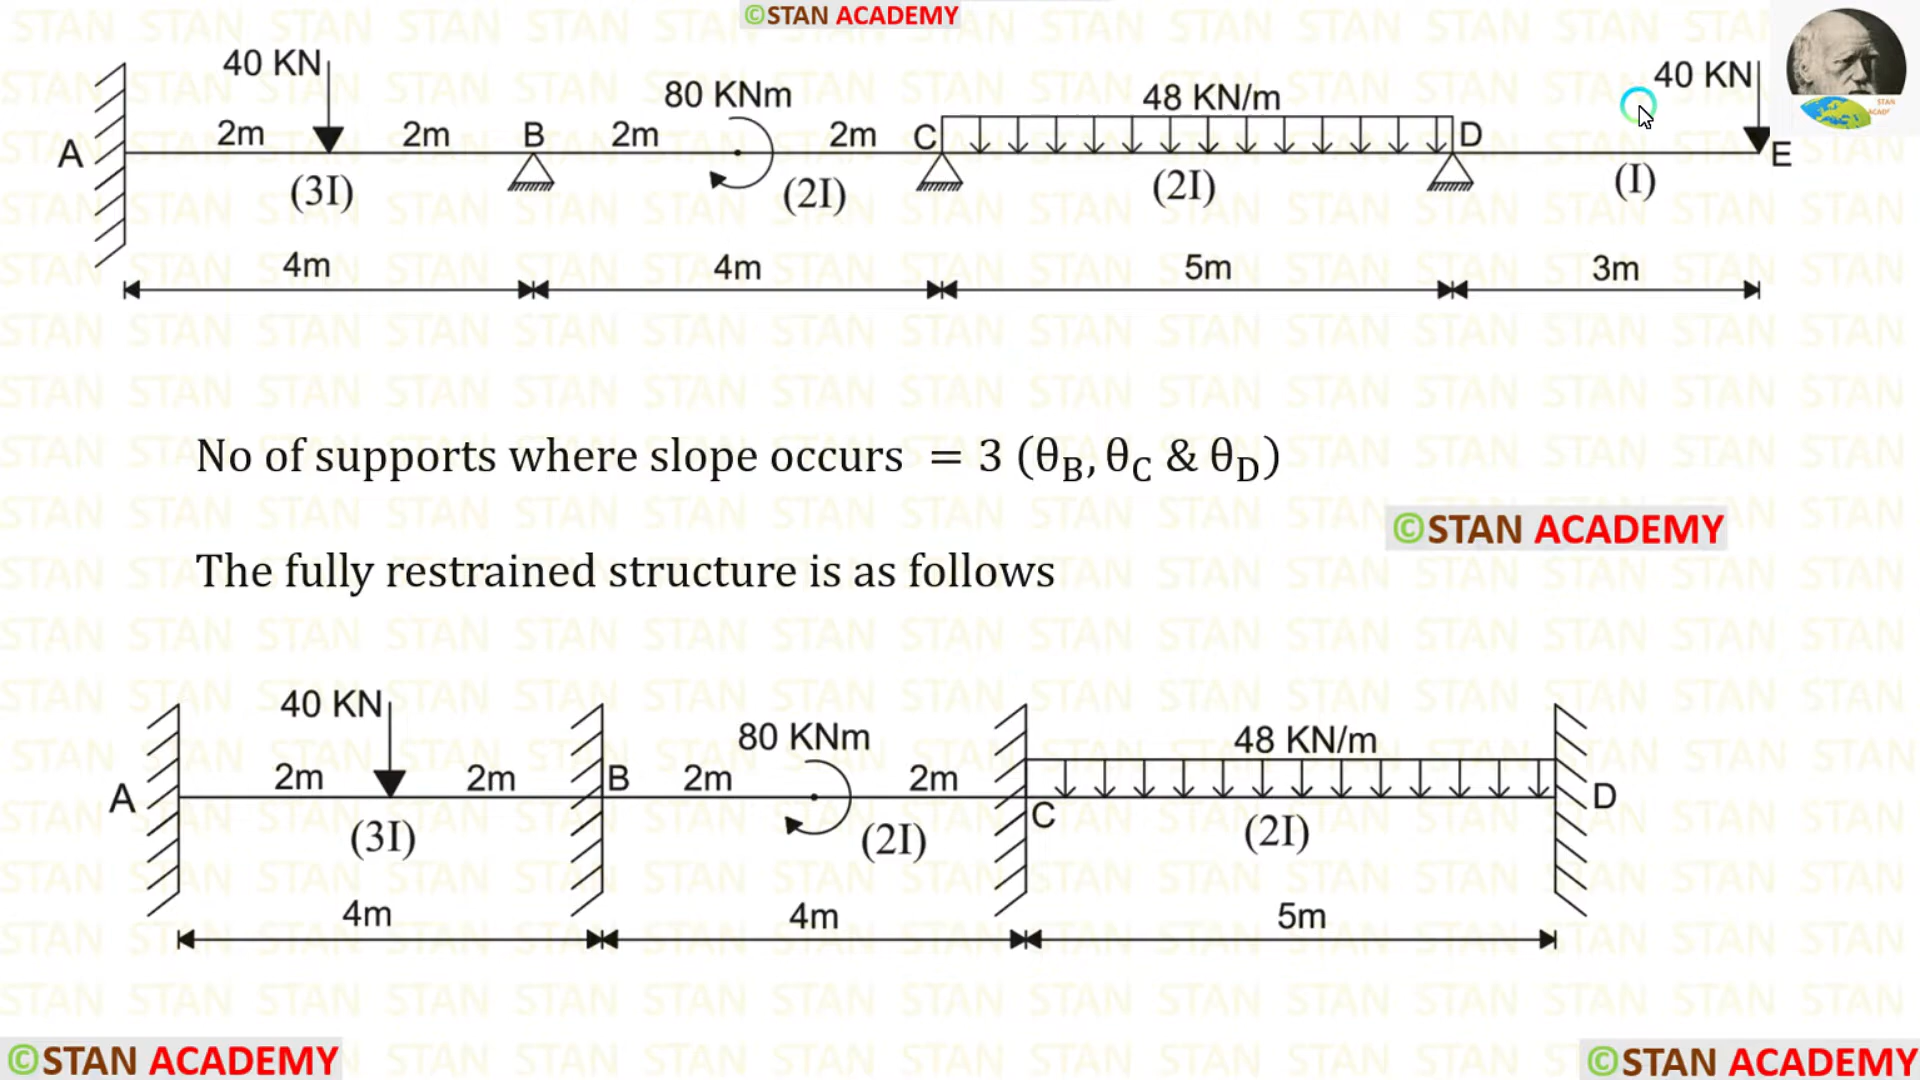 ©STAN ACADEMY
40 KN
80 KNm
48 KN/m
40 KN
A
2m
2m
B
2m
2m
C
D
E
(3I)
(2I)
(2I)
(I)
4m
4m
5m
3m
No of supports where slope occurs = 3 (θB, θC & θD)
©STAN ACADEMY
The fully restrained structure is as follows
40 KN
80 KNm
48 KN/m
A
2m
2m
B
2m
2m
C
D
(3I)
(2I)
(2I)
4m
4m
5m
©STAN ACADEMY
©STAN ACADEMY